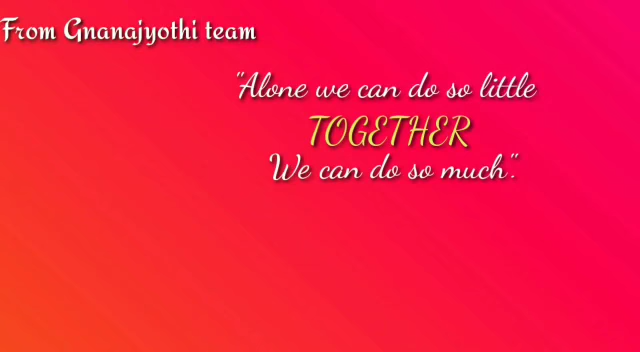 From Gnanajyothi team
"Alone we can do so little
TOGETHER
We can do so much".